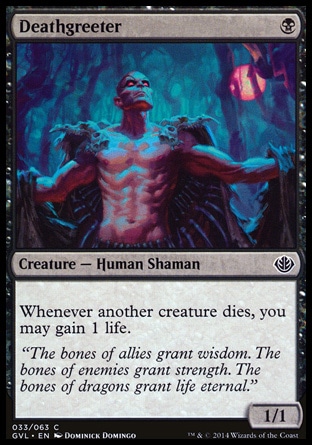 Deathgreeter
Creature — Human Shaman
Whenever another creature dies, you
may gain 1 life.
“The bones of allies grant wisdom. The
bones of enemies grant strength. The
bones of dragons grant life eternal.”
1/1
033/063 C
GVL • EN DOMINICK DOMINGO
™ & © 2014 Wizards of the Coast